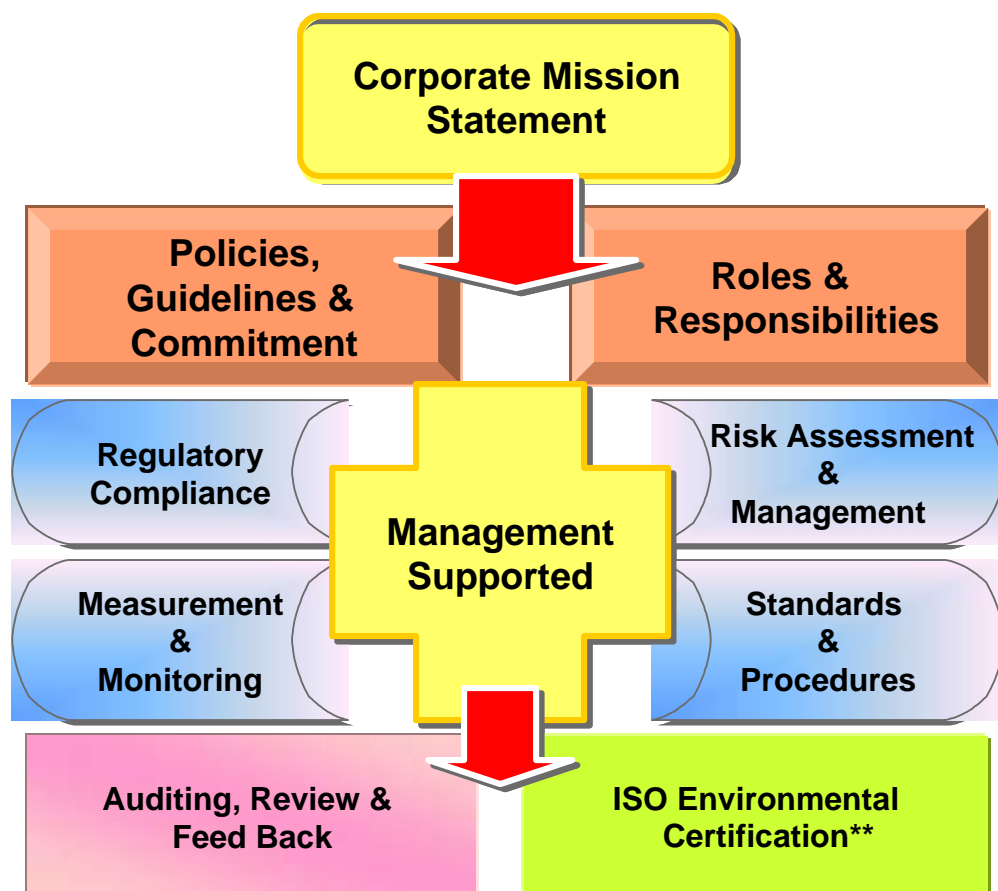 Corporate Mission
Statement
Policies,
Guidelines &
Commitment
Roles &
Responsibilities
Regulatory
Compliance
Risk Assessment
&
Management
Management
Supported
Measurement
&
Monitoring
Standards
&
Procedures
Auditing, Review &
Feed Back
ISO Environmental
Certification**